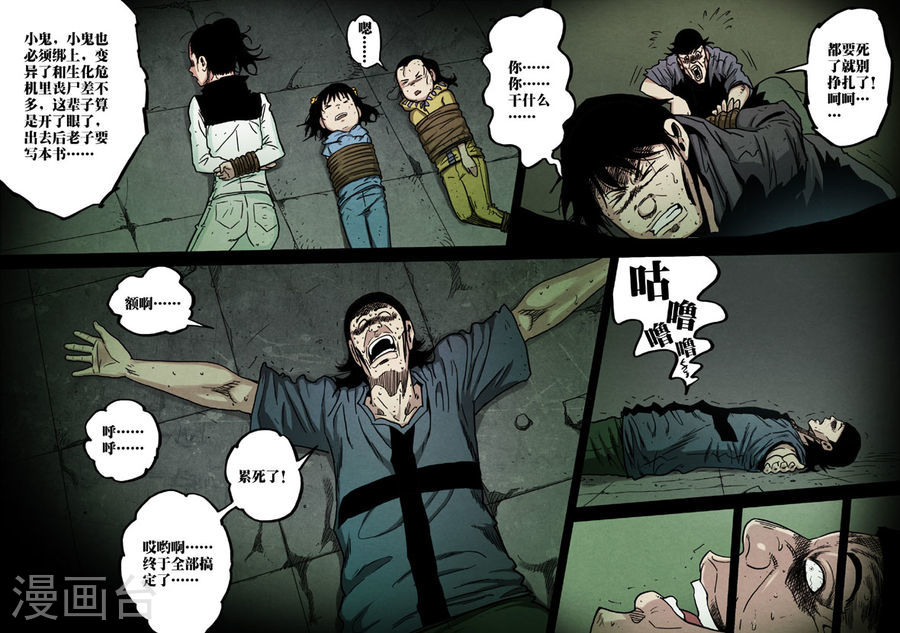 小鬼，小鬼也
必须绑上，变
异了和生化危
机里丧尸差不
多，这辈子算
是开了眼了，
出去后老子要
写本书……
嗯……
你……
你……
干什么
……
都要死
了就别
挣扎了！
呵呵…
……
额啊……
呼……
呼……
累死了！
哎哟啊……
终于全部搞
定了……
咕
噜
噜
噜
~
漫画台